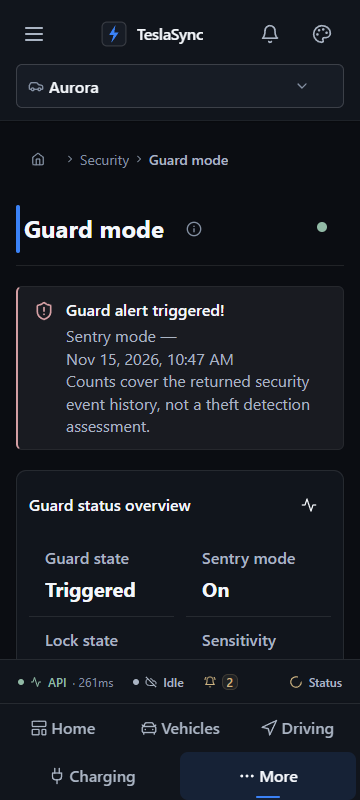 TeslaSync
Aurora
Security
Guard mode
Guard mode
Guard alert triggered!
Sentry mode —
Nov 15, 2026, 10:47 AM
Counts cover the returned security
event history, not a theft detection
assessment.
Guard status overview
Guard state
Sentry mode
Triggered
On
Lock state
Sensitivity
API · 261ms
Idle
2
Status
Home
Vehicles
Driving
Charging
More